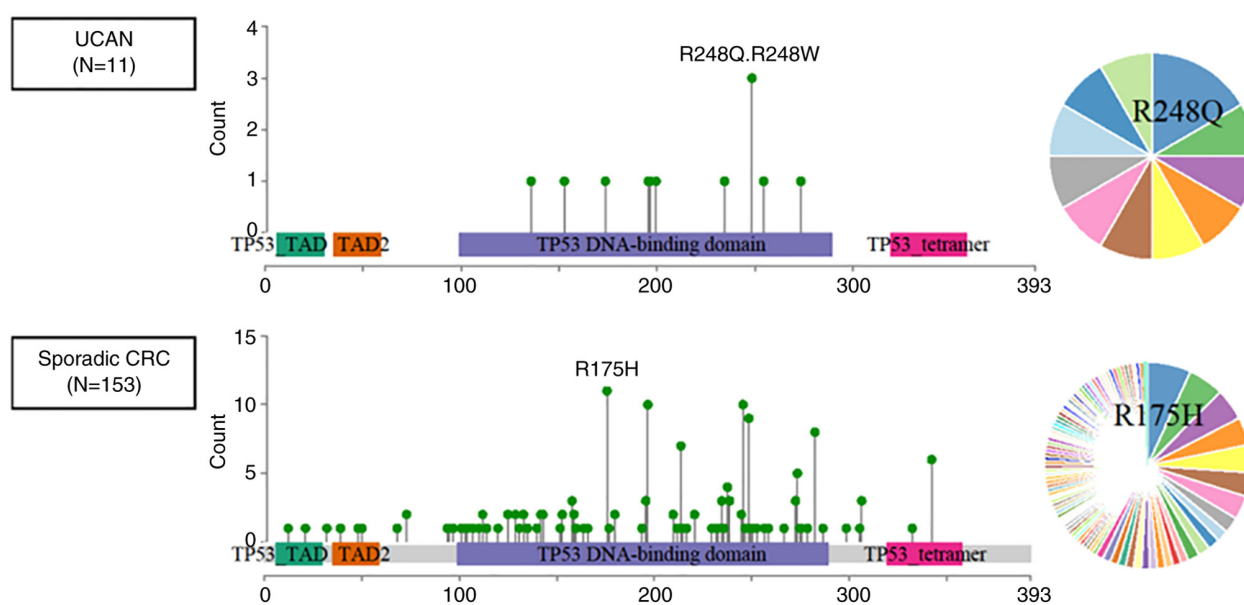 UCAN
(N=11)
Count
4
3
2
1
0
R248Q.R248W
R248Q
TP53_TAD TAD2 TP53 DNA-binding domain TP53_tetramer
0 100 200 300 393
Sporadic CRC
(N=153)
Count
15
10
5
0
R175H
R175H
TP53_TAD TAD2 TP53 DNA-binding domain TP53_tetramer
0 100 200 300 393